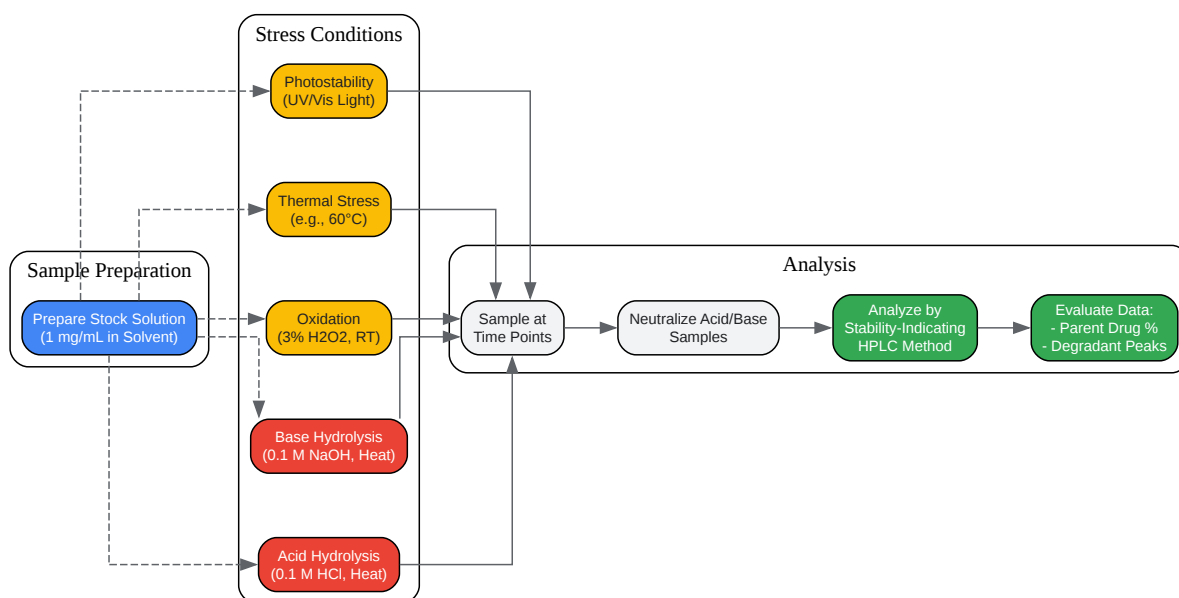 Stress Conditions
Photostability
(UV/Vis Light)
Thermal Stress
(e.g., 60°C)
Sample Preparation
Prepare Stock Solution
(1 mg/mL in Solvent)
Oxidation
(3% H2O2, RT)
Base Hydrolysis
(0.1 M NaOH, Heat)
Acid Hydrolysis
(0.1 M HCl, Heat)
Analysis
Sample at
Time Points
Neutralize Acid/Base
Samples
Analyze by
Stability-Indicating
HPLC Method
Evaluate Data:
- Parent Drug %
- Degradant Peaks